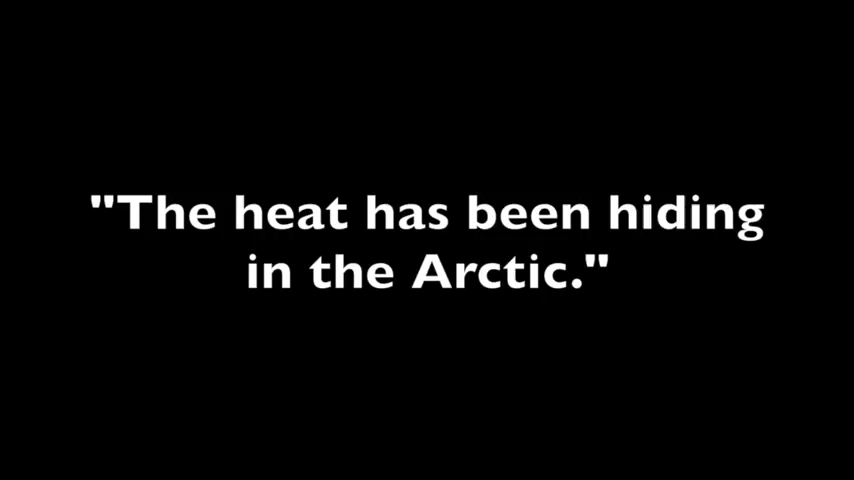 "The heat has been hiding
in the Arctic."